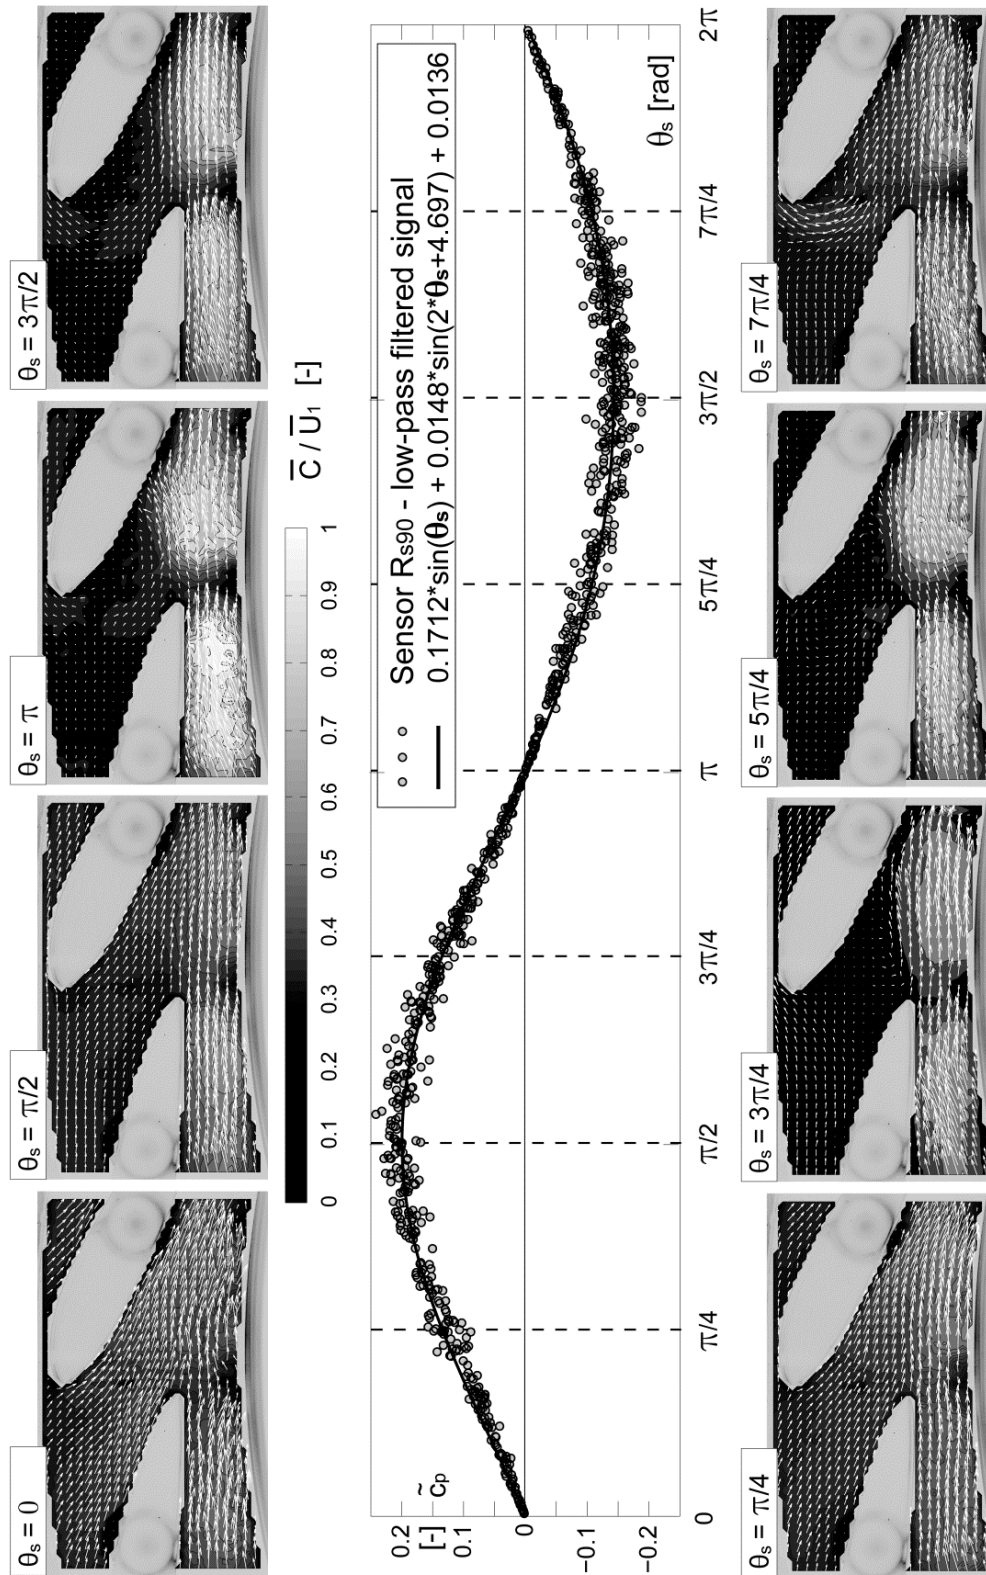 θs = 0
θs = π/2
θs = π
θs = 3π/2
0 0.1 0.2 0.3 0.4 0.5 0.6 0.7 0.8 0.9 1
C̅ / U̅1 [-]
Sensor Rs90 - low-pass filtered signal
0.1712*sin(θs) + 0.0148*sin(2*θs+4.697) + 0.0136
c̃p
[-]
0.2
0.1
0
−0.1
−0.2
0 π/4 π/2 3π/4 π 5π/4 3π/2 7π/4 2π
θs [rad]
θs = π/4
θs = 3π/4
θs = 5π/4
θs = 7π/4